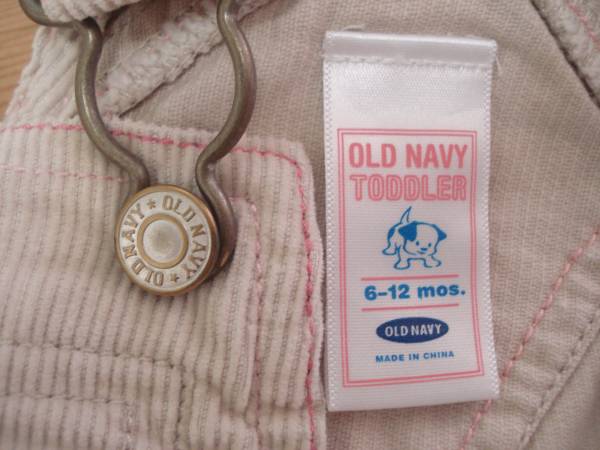 OLD NAVY ★ OLD NAVY ★
OLD NAVY
TODDLER
6-12 mos.
OLD NAVY
MADE IN CHINA